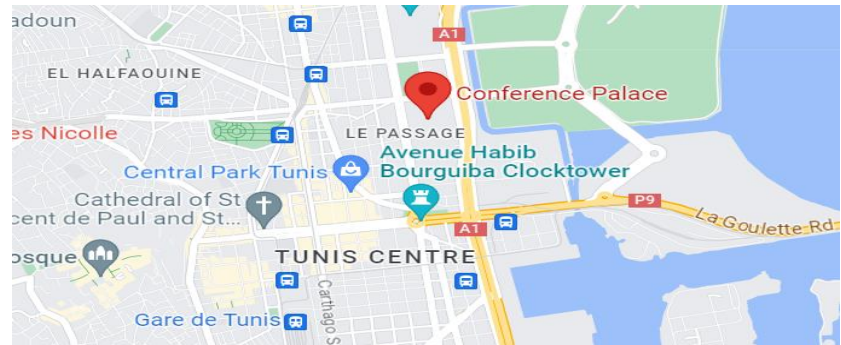 adoun
A1
EL HALFAOUINE
Conference Palace
es Nicolle
LE PASSAGE
Avenue Habib
Bourguiba Clocktower
Central Park Tunis
Cathedral of St
cent de Paul and St...
P9
La Goulette Rd
A1
osque
TUNIS CENTRE
Carthago S
Gare de Tunis